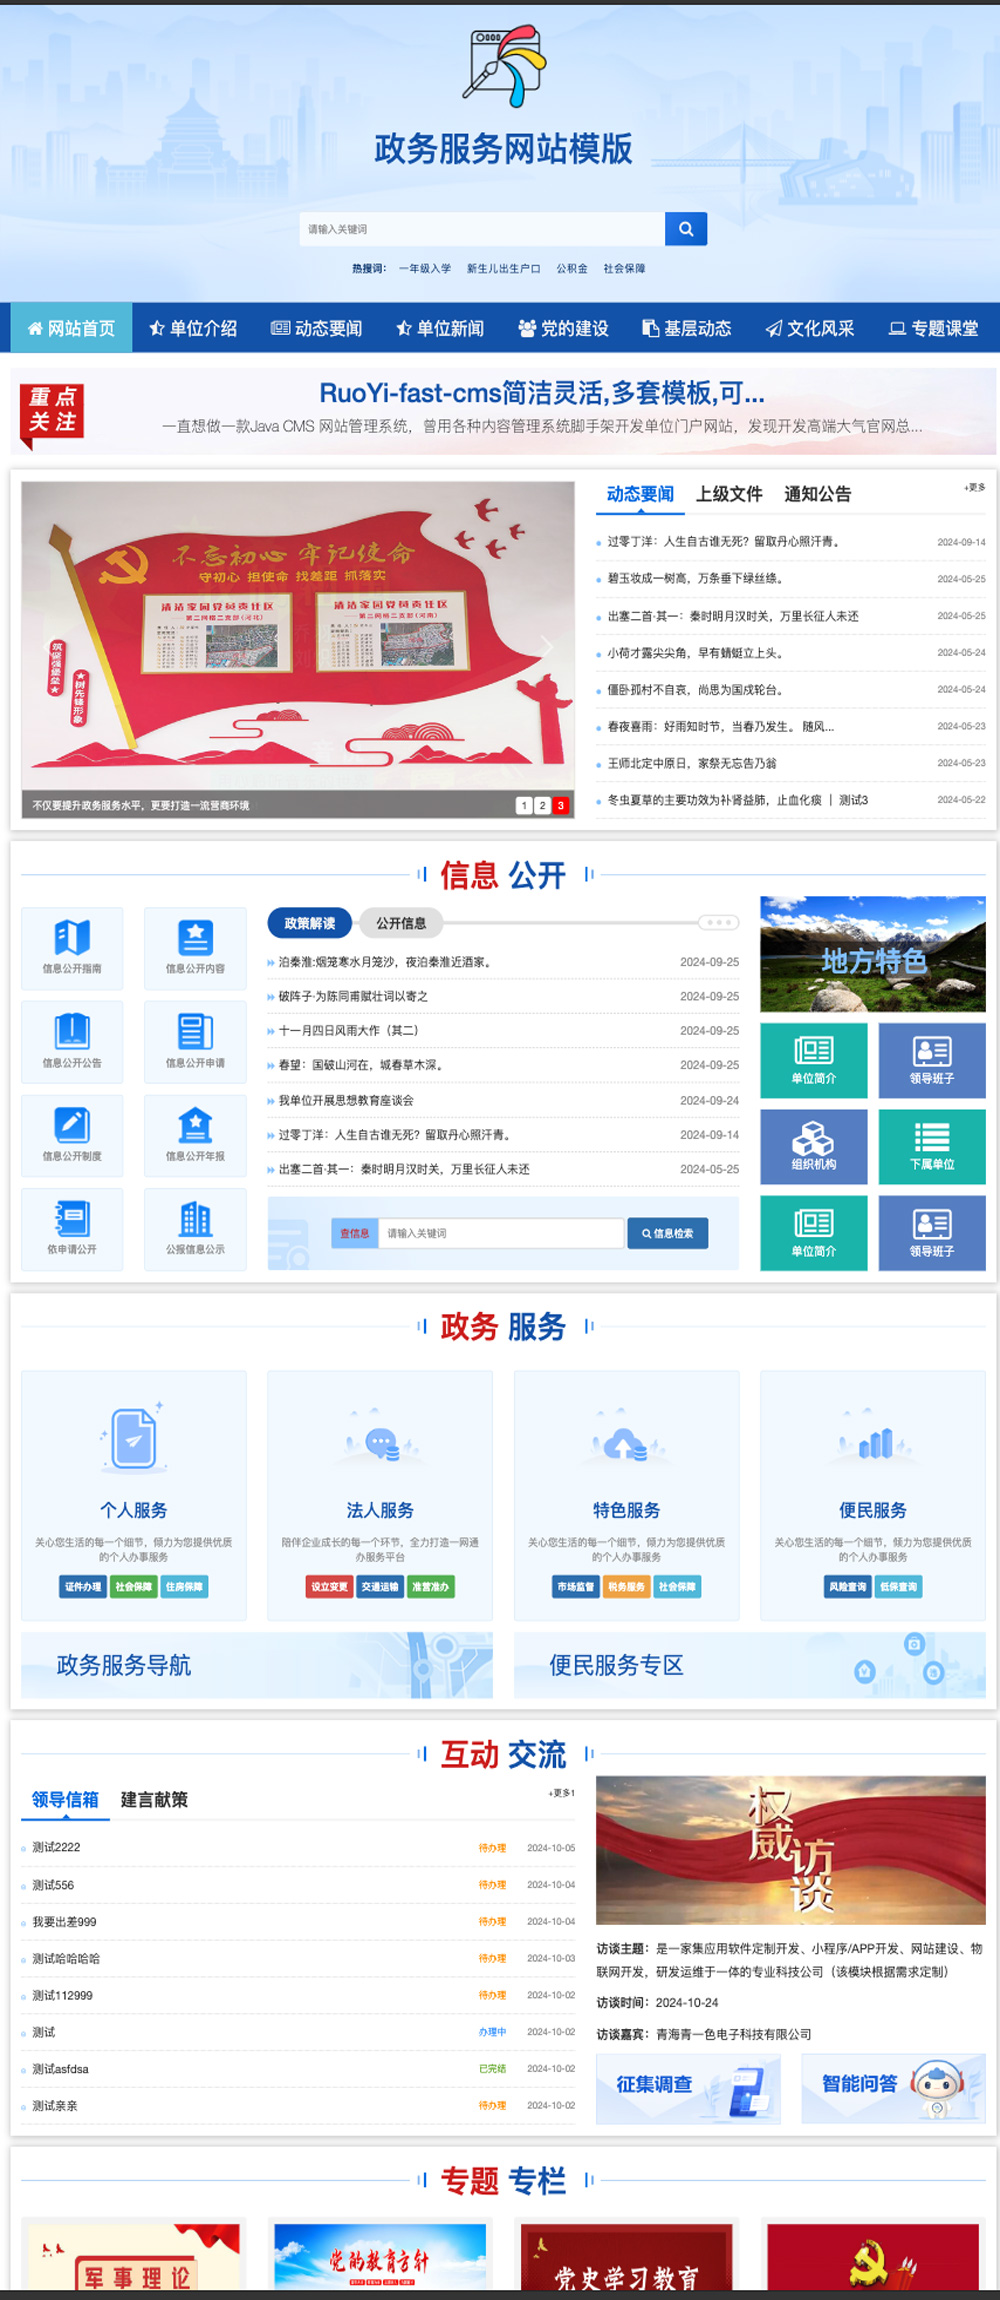 政务服务网站模版
请输入关键词
热搜词： 一年级入学 新生儿出生户口 公积金 社会保障
网站首页 单位介绍 动态要闻 单位新闻 党的建设 基层动态 文化风采 专题课堂
重点
关注
RuoYi-fast-cms简洁灵活,多套模板,可...
一直想做一款Java CMS 网站管理系统，曾用各种内容管理系统脚手架开发单位门户网站，发现开发高端大气官网总...
不忘初心 牢记使命
守初心 担使命 找差距 抓落实
清洁家园党员责任区
第二网格二支部(河北)
清洁家园党员责任区
第二网格二支部(河南)
筑坚强堡垒★
★树先锋形象
不仅要提升政务服务水平，更要打造一流营商环境
1 2 3
动态要闻 上级文件 通知公告 +更多
过零丁洋：人生自古谁无死？留取丹心照汗青。 2024-09-14
碧玉妆成一树高，万条垂下绿丝绦。 2024-05-25
出塞二首·其一：秦时明月汉时关，万里长征人未还 2024-05-25
小荷才露尖尖角，早有蜻蜓立上头。 2024-05-24
僵卧孤村不自哀，尚思为国戍轮台。 2024-05-24
春夜喜雨：好雨知时节，当春乃发生。 随风... 2024-05-23
王师北定中原日，家祭无忘告乃翁 2024-05-23
冬虫夏草的主要功效为补肾益肺，止血化痰 | 测试3 2024-05-22
信息 公开
信息公开指南 信息公开内容
信息公开公告 信息公开申请
信息公开制度 信息公开年报
依申请公开 公报信息公示
政策解读 公开信息
泊秦淮:烟笼寒水月笼沙，夜泊秦淮近酒家。 2024-09-25
破阵子·为陈同甫赋壮词以寄之 2024-09-25
十一月四日风雨大作（其二） 2024-09-25
春望：国破山河在，城春草木深。 2024-09-25
我单位开展思想教育座谈会 2024-09-24
过零丁洋：人生自古谁无死？留取丹心照汗青。 2024-09-14
出塞二首·其一：秦时明月汉时关，万里长征人未还 2024-05-25
查信息 请输入关键词 信息检索
地方特色
单位简介 领导班子
组织机构 下属单位
单位简介 领导班子
政务 服务
个人服务
关心您生活的每一个细节，倾力为您提供优质
的个人办事服务
证件办理 社会保障 住房保障
法人服务
陪伴企业成长的每一个环节，全力打造一网通
办服务平台
设立变更 交通运输 准营准办
特色服务
关心您生活的每一个细节，倾力为您提供优质
的个人办事服务
市场监督 税务服务 社会保障
便民服务
关心您生活的每一个细节，倾力为您提供优质
的个人办事服务
风险查询 低保查询
政务服务导航 便民服务专区
互动 交流
领导信箱 建言献策 +更多1
测试2222 待办理 2024-10-05
测试556 待办理 2024-10-04
我要出差999 待办理 2024-10-04
测试哈哈哈哈 待办理 2024-10-03
测试112999 待办理 2024-10-02
测试 办理中 2024-10-02
测试asfdsa 已完结 2024-10-02
测试亲亲 待办理 2024-10-02
权威访谈
访谈主题：是一家集应用软件定制开发、小程序/APP开发、网站建设、物
联网开发，研发运维于一体的专业科技公司（该模块根据需求定制）
访谈时间：2024-10-24
访谈嘉宾：青海青一色电子科技有限公司
征集调查 智能问答
专题 专栏
军事理论
党的教育方针
党史学习教育